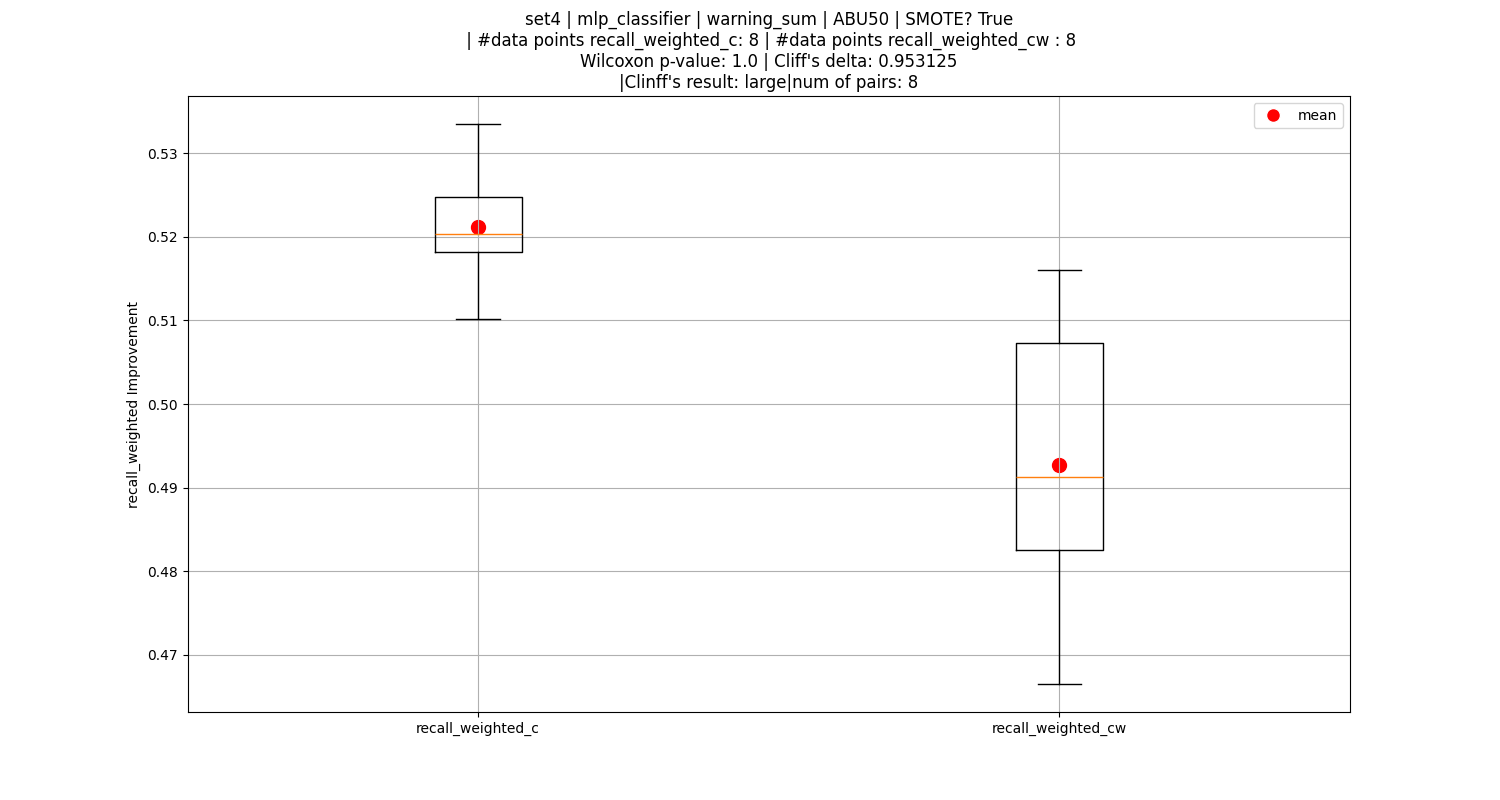 set4 | mlp_classifier | warning_sum | ABU50 | SMOTE? True
| #data points recall_weighted_c: 8 | #data points recall_weighted_cw : 8
Wilcoxon p-value: 1.0 | Cliff's delta: 0.953125
|Clinff's result: large|num of pairs: 8
mean
0.53
0.52
0.51
0.50
0.49
0.48
0.47
recall_weighted Improvement
recall_weighted_c
recall_weighted_cw